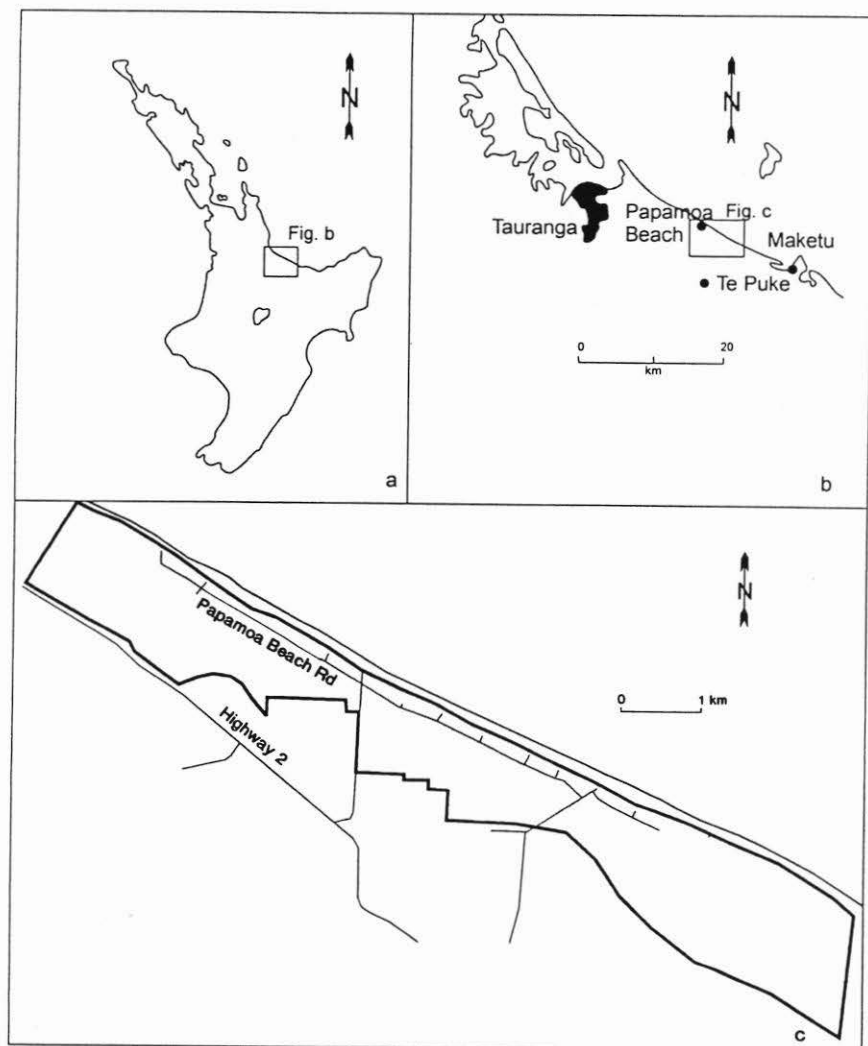 N
Fig. b
a
N
Tauranga
Papamoa Fig. c
Beach
Maketu
Te Puke
0 20
km
b
N
Papamoa Beach Rd
0 1 km
Highway 2
c